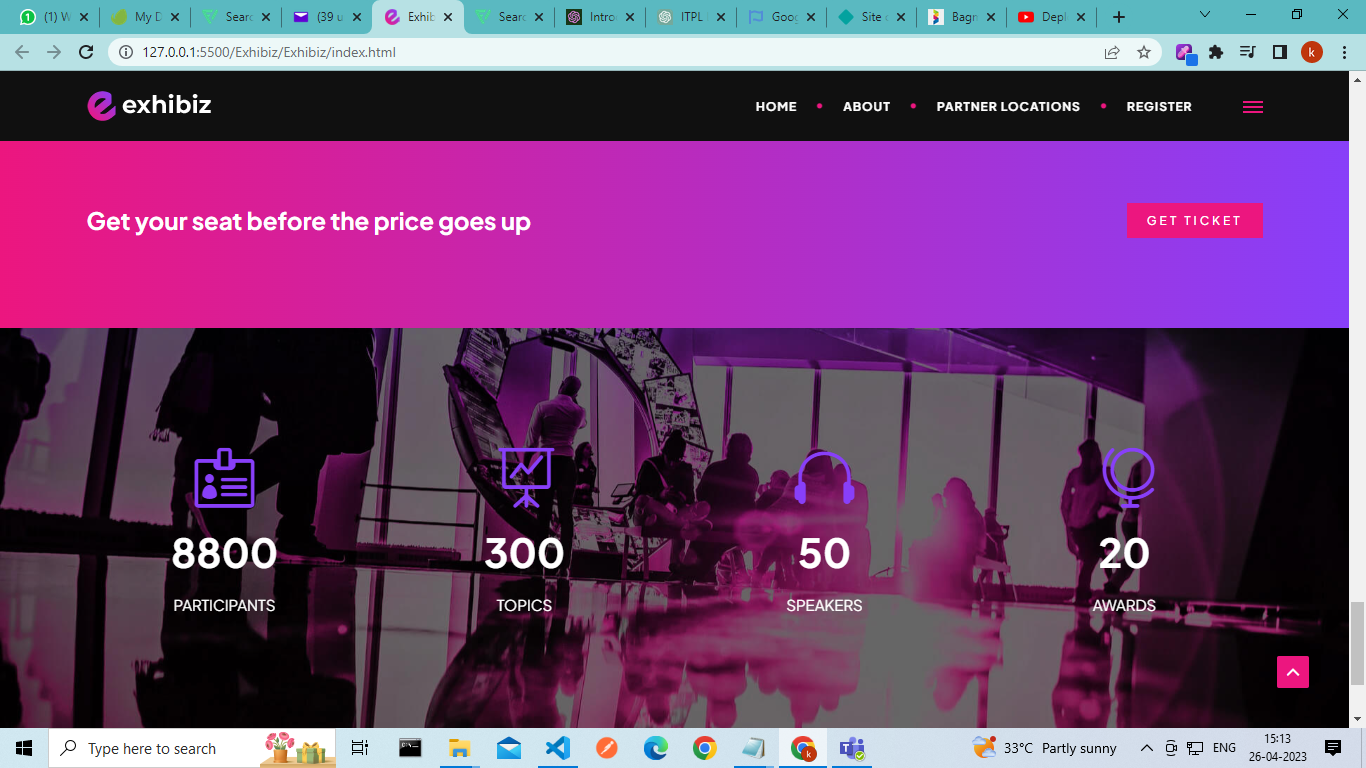 (1) W
My D
Searc
(39 u
Exhib
Searc
Intro
ITPL
Goog
Site c
Bagn
Depl
127.0.0.1:5500/Exhibiz/Exhibiz/index.html
k
exhibiz
HOME ABOUT PARTNER LOCATIONS REGISTER
Get your seat before the price goes up
GET TICKET
8800 300 50 20
PARTICIPANTS TOPICS SPEAKERS AWARDS
Type here to search
33°C Partly sunny
ENG
15:13
26-04-2023